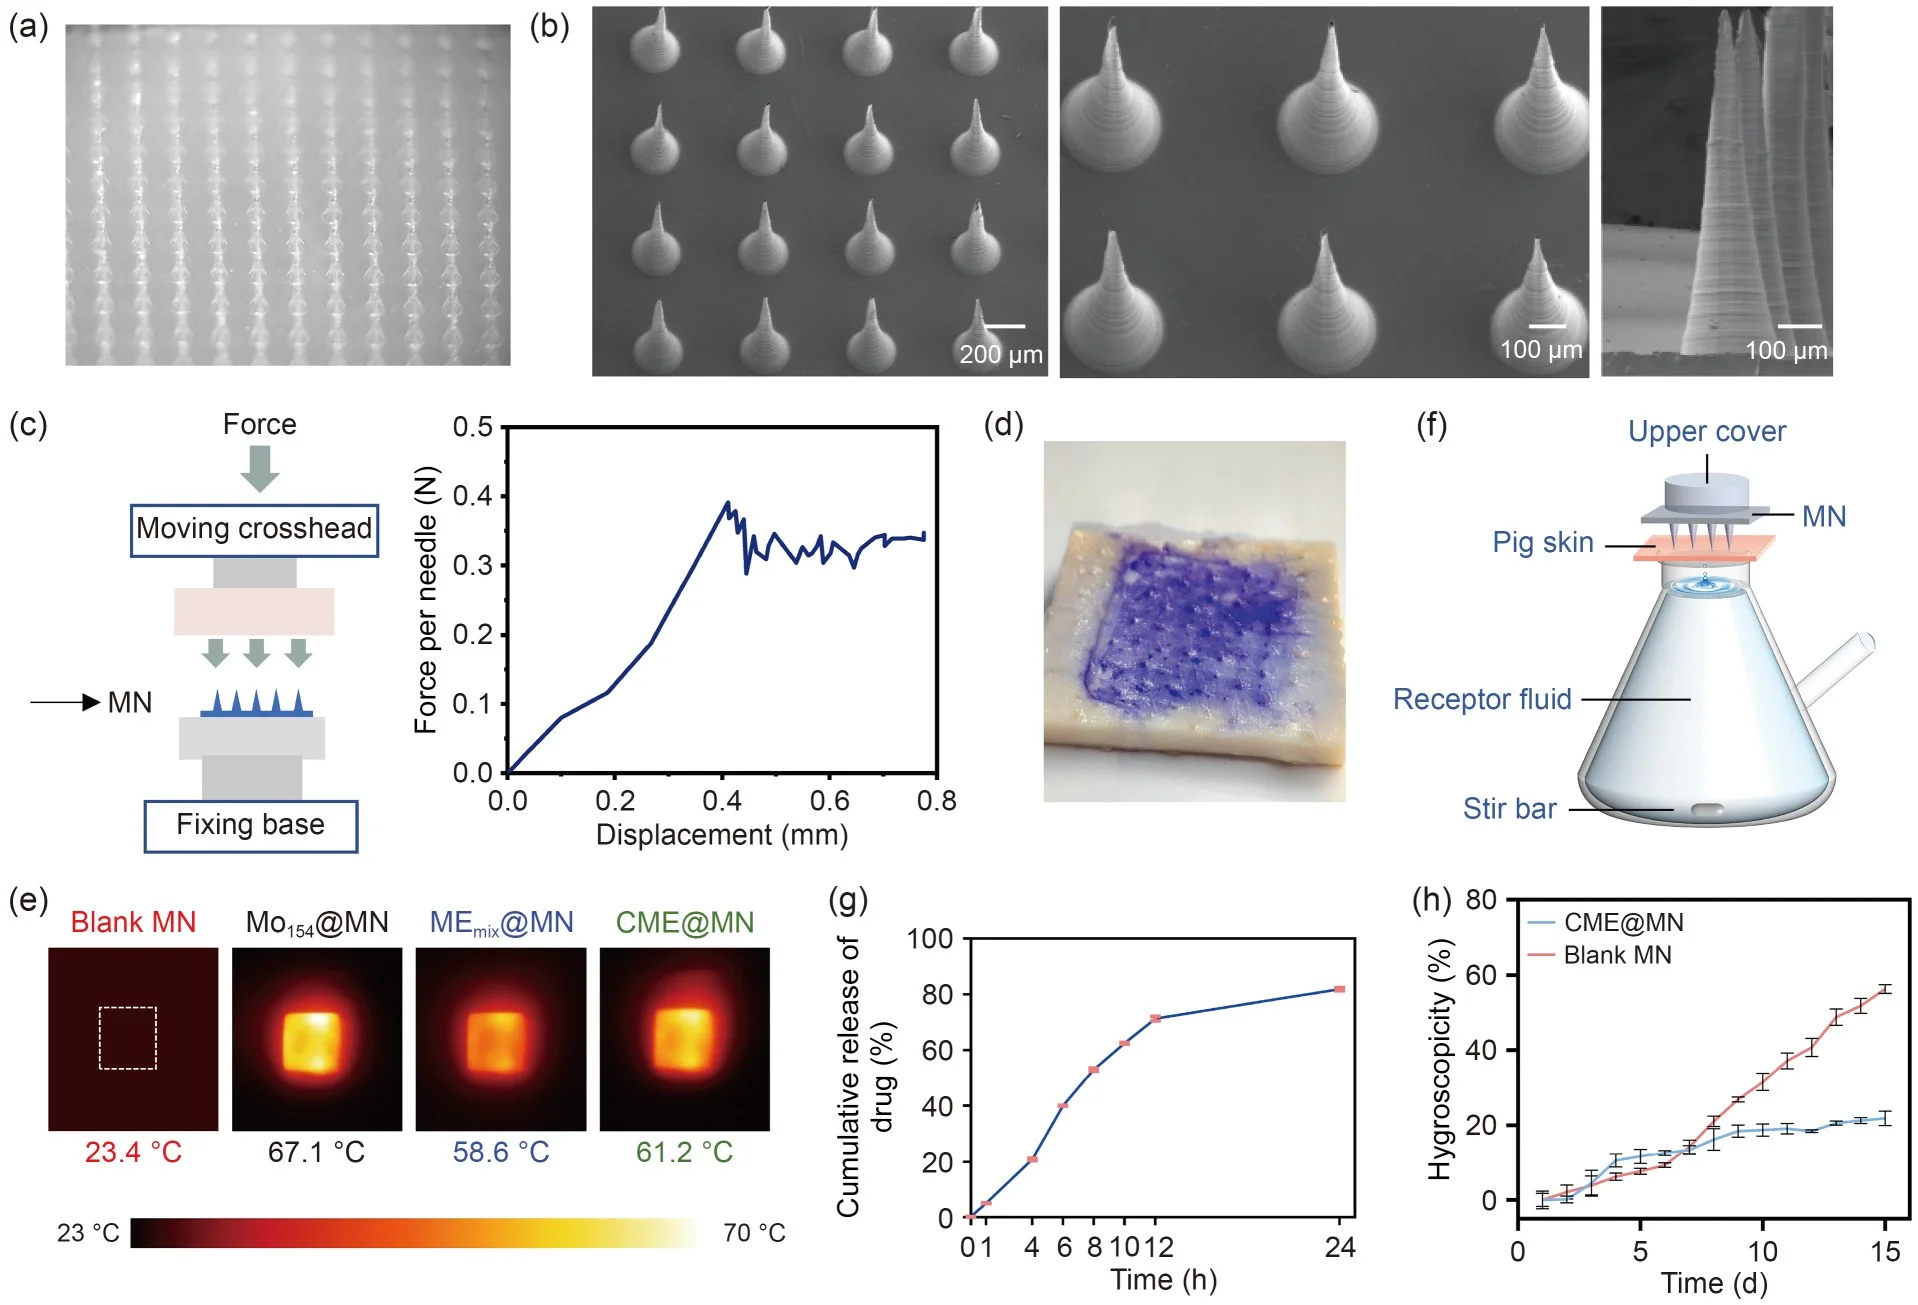 (a)
(b)
200 μm
100 μm
100 μm
(c)
Force
Moving crosshead
MN
Fixing base
Force per needle (N)
0.5
0.4
0.3
0.2
0.1
0.0
0.0 0.2 0.4 0.6 0.8
Displacement (mm)
(d)
(f)
Upper cover
MN
Pig skin
Receptor fluid
Stir bar
(e)
Blank MN Mo154@MN MEmix@MN CME@MN
23.4 °C 67.1 °C 58.6 °C 61.2 °C
23 °C 70 °C
(g)
Cumulative release of
drug (%)
100
80
60
40
20
0
0 1 4 6 8 10 12 24
Time (h)
(h)
Hygroscopicity (%)
80
60
40
20
0
CME@MN
Blank MN
0 5 10 15
Time (d)